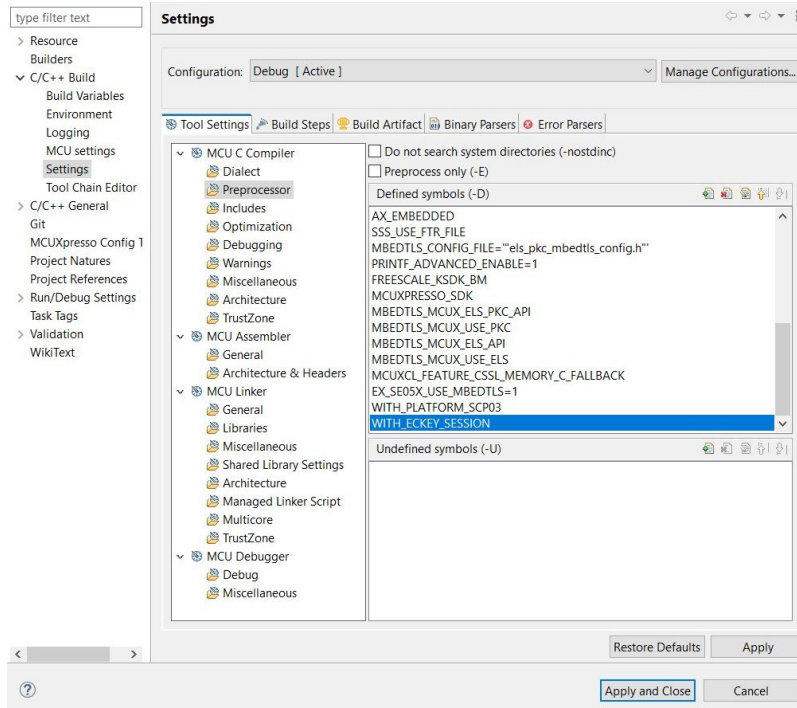 type filter text
Resource
Builders
C/C++ Build
Build Variables
Environment
Logging
MCU settings
Settings
Tool Chain Editor
C/C++ General
Git
MCUXpresso Config T
Project Natures
Project References
Run/Debug Settings
Task Tags
Validation
WikiText
Settings
Configuration: Debug [ Active ]
Manage Configurations...
Tool Settings Build Steps Build Artifact Binary Parsers Error Parsers
MCU C Compiler
Dialect
Preprocessor
Includes
Optimization
Debugging
Warnings
Miscellaneous
Architecture
TrustZone
MCU Assembler
General
Architecture & Headers
MCU Linker
General
Libraries
Miscellaneous
Shared Library Settings
Architecture
Managed Linker Script
Multicore
TrustZone
MCU Debugger
Debug
Miscellaneous
Do not search system directories (-nostdinc)
Preprocess only (-E)
Defined symbols (-D)
AX_EMBEDDED
SSS_USE_FTR_FILE
MBEDTLS_CONFIG_FILE='"els_pkc_mbedtls_config.h"'
PRINTF_ADVANCED_ENABLE=1
FREESCALE_KSDK_BM
MCUXPRESSO_SDK
MBEDTLS_MCUX_ELS_PKC_API
MBEDTLS_MCUX_USE_PKC
MBEDTLS_MCUX_ELS_API
MBEDTLS_MCUX_USE_ELS
MCUXCL_FEATURE_CSSL_MEMORY_C_FALLBACK
EX_SE05X_USE_MBEDTLS=1
WITH_PLATFORM_SCP03
WITH_ECKEY_SESSION
Undefined symbols (-U)
Restore Defaults
Apply
Apply and Close
Cancel